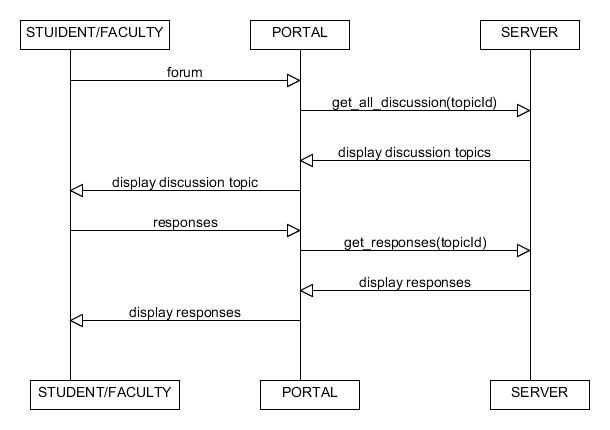 STUIDENT/FACULTY
PORTAL
SERVER
forum
get_all_discussion(topicId)
display discussion topics
display discussion topic
responses
get_responses(topicId)
display responses
display responses
STUDENT/FACULTY
PORTAL
SERVER